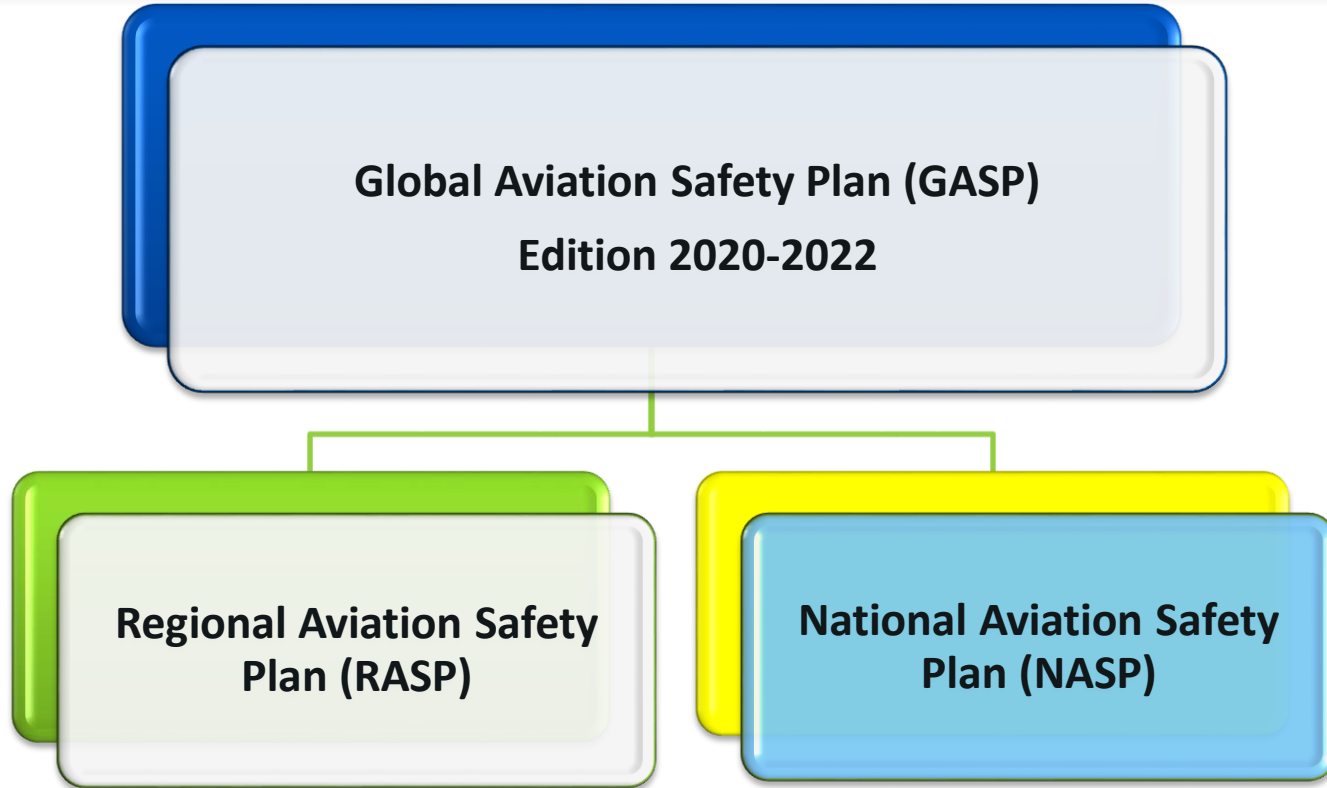 Global Aviation Safety Plan (GASP)
Edition 2020-2022
Regional Aviation Safety
Plan (RASP)
National Aviation Safety
Plan (NASP)